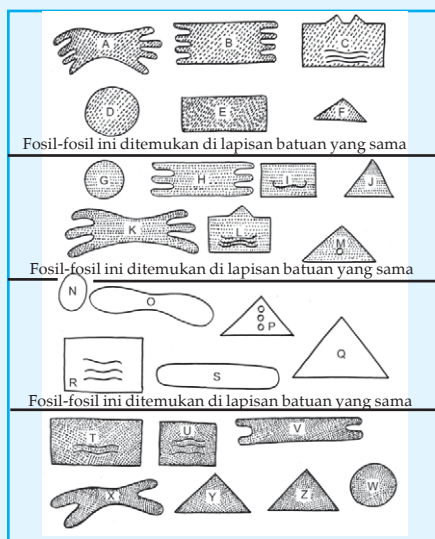 A B C
D E F
Fosil-fosil ini ditemukan di lapisan batuan yang sama
G H I J
K L M
Fosil-fosil ini ditemukan di lapisan batuan yang sama
N O P Q
R S
Fosil-fosil ini ditemukan di lapisan batuan yang sama
T U V
X Y Z W